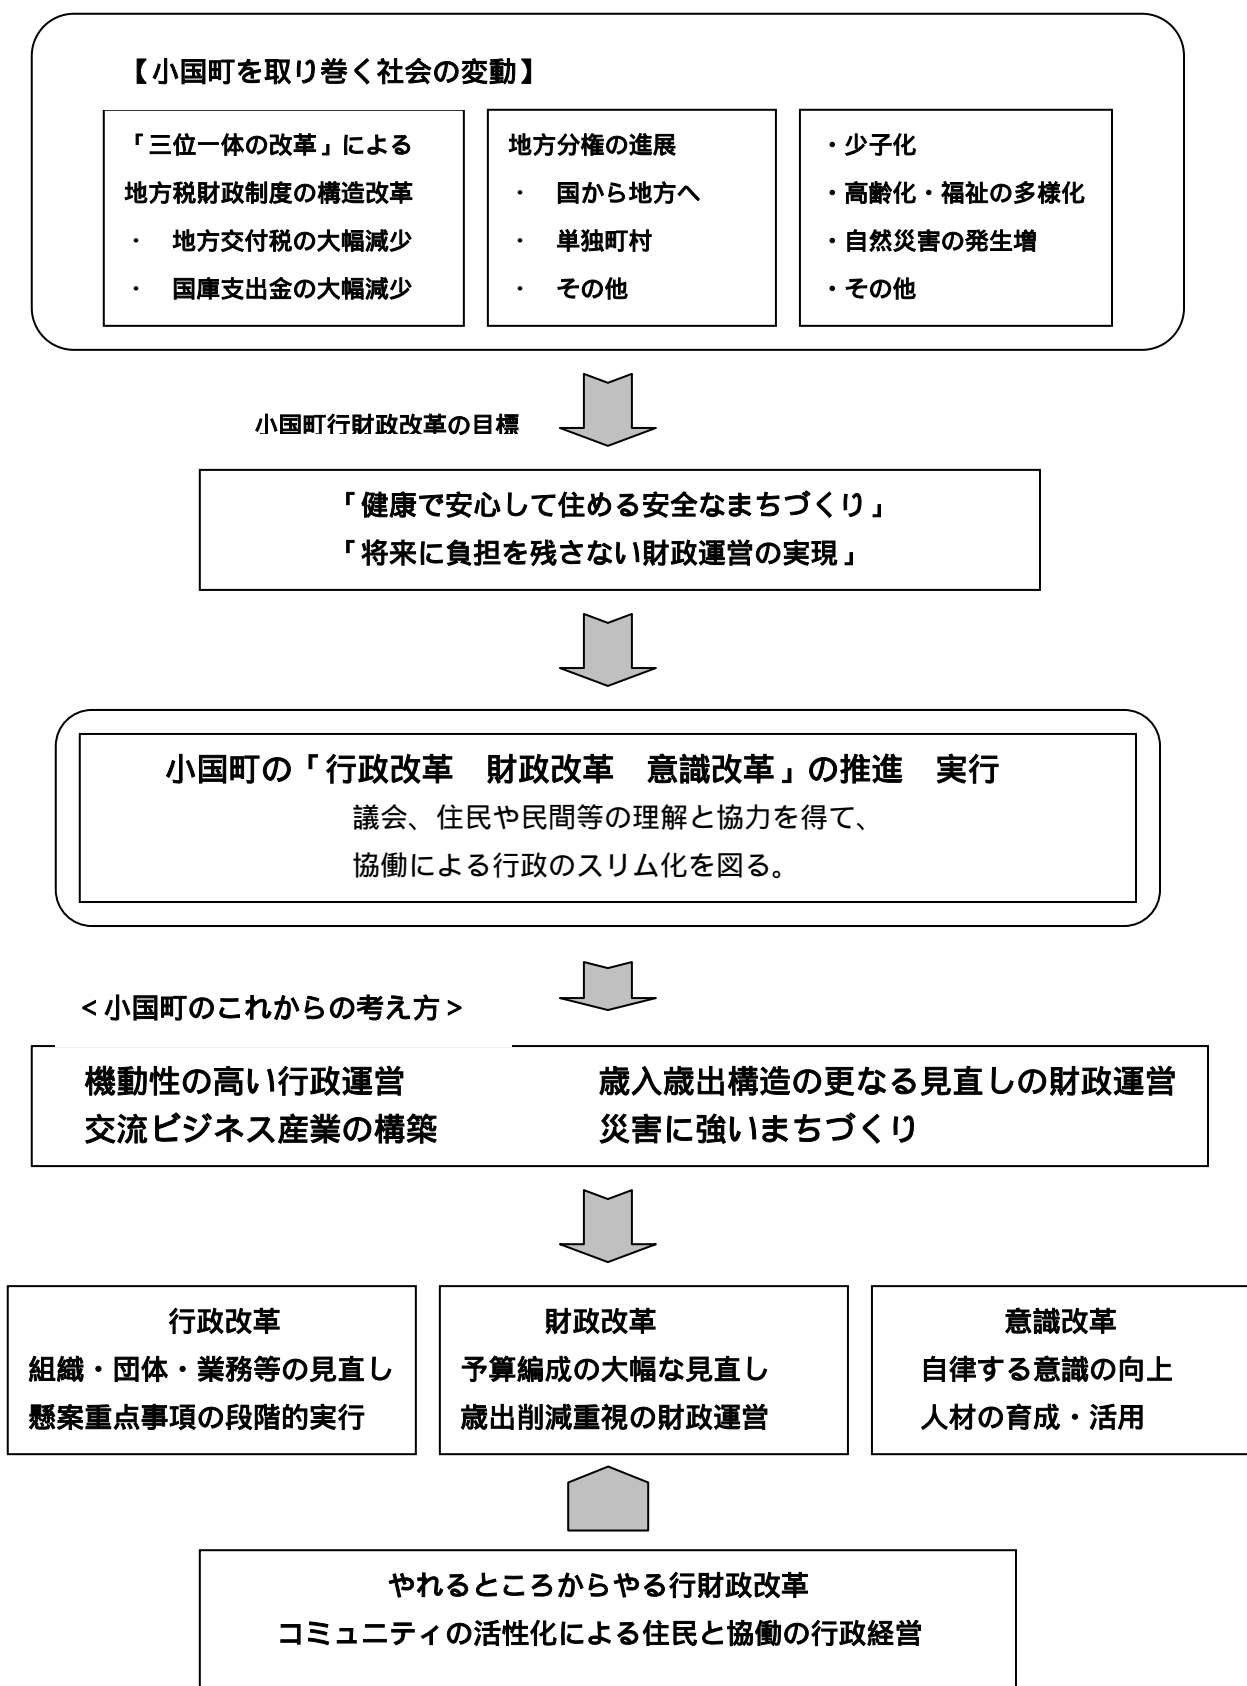 【小国町を取り巻く社会の変動】
「三位一体の改革」による
地方税財政制度の構造改革
・　地方交付税の大幅減少
・　国庫支出金の大幅減少
地方分権の進展
・　国から地方へ
・　単独町村
・　その他
・少子化
・高齢化・福祉の多様化
・自然災害の発生増
・その他
小国町行財政改革の目標
「健康で安心して住める安全なまちづくり」
「将来に負担を残さない財政運営の実現」
小国町の「行政改革　財政改革　意識改革」の推進　実行
議会、住民や民間等の理解と協力を得て、
協働による行政のスリム化を図る。
<小国町のこれからの考え方>
機動性の高い行政運営　歳入歳出構造の更なる見直しの財政運営
交流ビジネス産業の構築　災害に強いまちづくり
行政改革
組織・団体・業務等の見直し
懸案重点事項の段階的実行
財政改革
予算編成の大幅な見直し
歳出削減重視の財政運営
意識改革
自律する意識の向上
人材の育成・活用
やれるところからやる行財政改革
コミュニティの活性化による住民と協働の行政経営